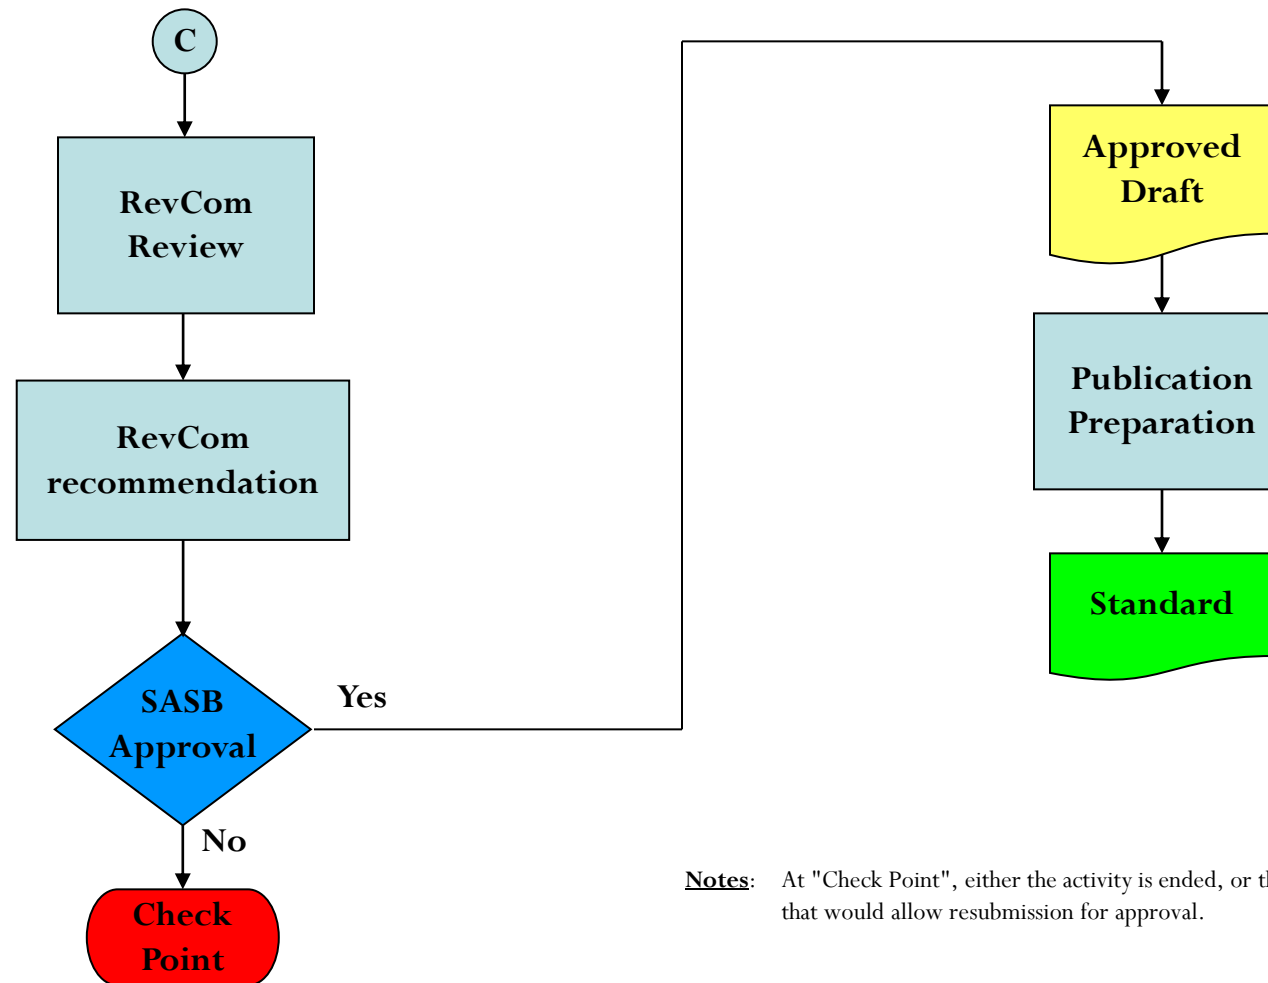 C
RevCom
Review
RevCom
recommendation
SASB
Approval
Yes
No
Check
Point
Approved
Draft
Publication
Preparation
Standard
Notes: At "Check Point", either the activity is ended, or
that would allow resubmission for approval.